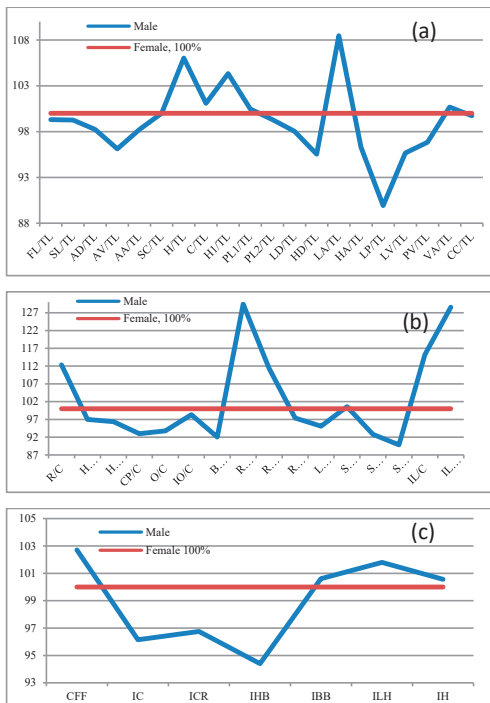 (a)
Male
Female, 100%
108
103
98
93
88
FL/TL SL/TL AD/TL AV/TL AA/TL SC/TL H/TL C/TL H1/TL PL1/TL PL2/TL LD/TL HD/TL LA/TL HA/TL LP/TL LV/TL PV/TL VA/TL CC/TL
(b)
Male
Female, 100%
127
122
117
112
107
102
97
92
87
R/C H… H… CP/C O/C IO/C B… R… R… R… L… S… S… S… IL/C IL…
(c)
Male
Female 100%
105
103
101
99
97
95
93
CFF IC ICR IHB IBB ILH IH